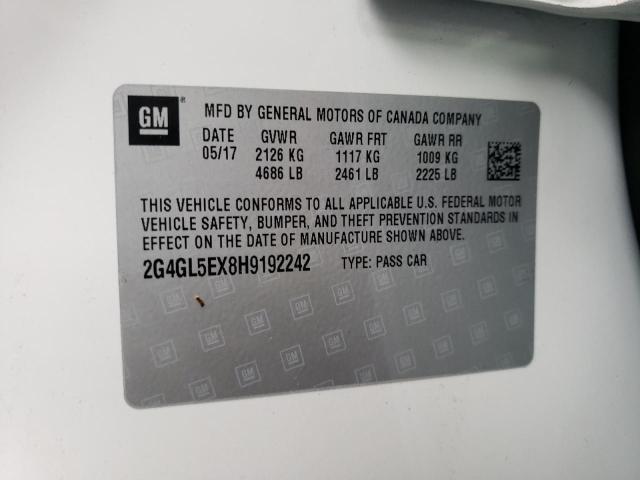 GM ® MFD BY GENERAL MOTORS OF CANADA COMPANY
DATE GVWR GAWR FRT GAWR RR
05/17 2126 KG 1117 KG 1009 KG
4686 LB 2461 LB 2225 LB
THIS VEHICLE CONFORMS TO ALL APPLICABLE U.S. FEDERAL MOTOR
VEHICLE SAFETY, BUMPER, AND THEFT PREVENTION STANDARDS IN
EFFECT ON THE DATE OF MANUFACTURE SHOWN ABOVE.
2G4GL5EX8H9192242 TYPE: PASS CAR